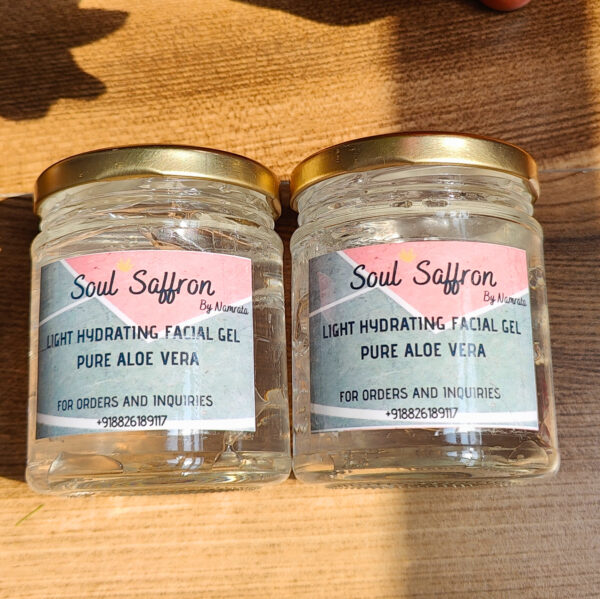 Soul Saffron
By Namrata
LIGHT HYDRATING FACIAL GEL
PURE ALOE VERA
FOR ORDERS AND INQUIRIES
+918826189117
Soul Saffron
By Namrata
LIGHT HYDRATING FACIAL GEL
PURE ALOE VERA
FOR ORDERS AND INQUIRIES
+918826189117